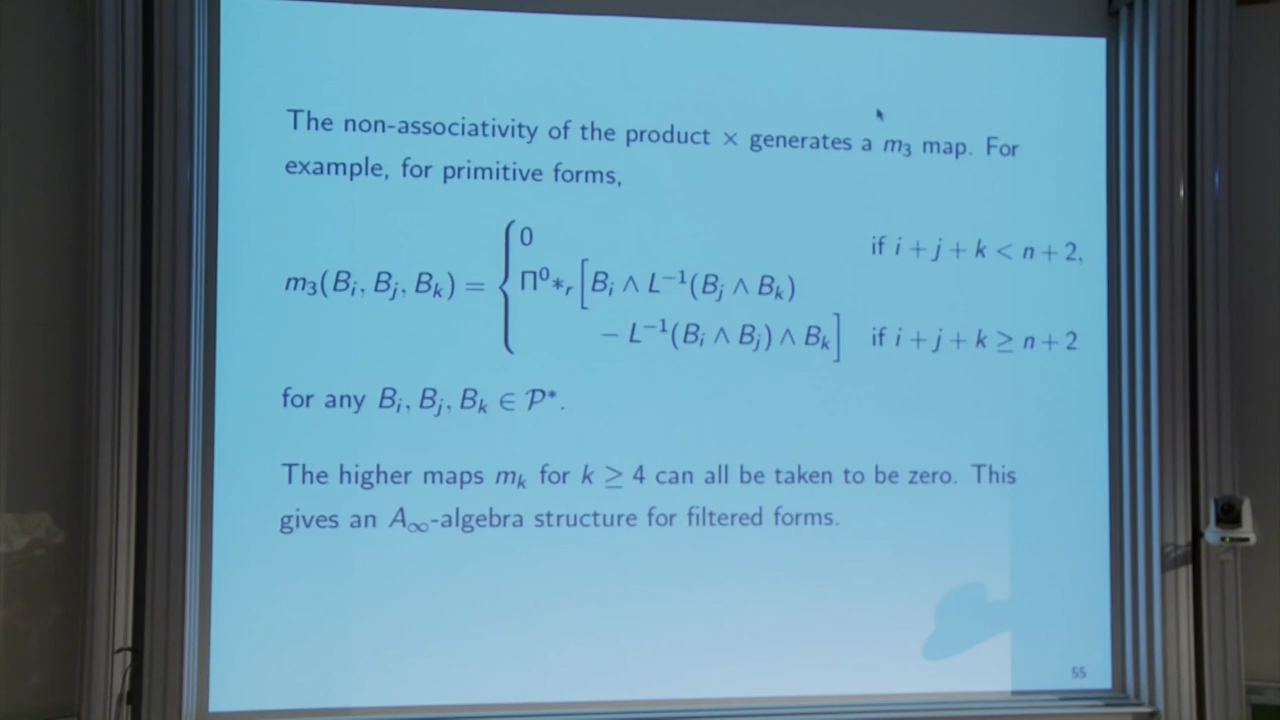 The non-associativity of the product × generates a m₃ map. For
example, for primitive forms,
0 if i + j + k < n + 2,
m₃(Bᵢ, Bⱼ, Bₖ) = { Π⁰∗ᵣ [ Bᵢ ∧ L⁻¹(Bⱼ ∧ Bₖ)
− L⁻¹(Bᵢ ∧ Bⱼ) ∧ Bₖ ] if i + j + k ≥ n + 2
for any Bᵢ, Bⱼ, Bₖ ∈ 𝒫*.
The higher maps mₖ for k ≥ 4 can all be taken to be zero. This
gives an A∞-algebra structure for filtered forms.
55